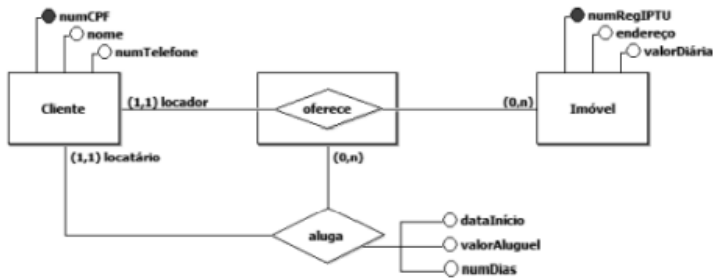 numCPF
nome
numTelefone
numRegIPTU
endereço
valorDiária
Cliente
(1,1) locador
oferece
(0,n)
Imóvel
(1,1) locatário
(0,n)
aluga
dataInício
valorAluguel
numDias